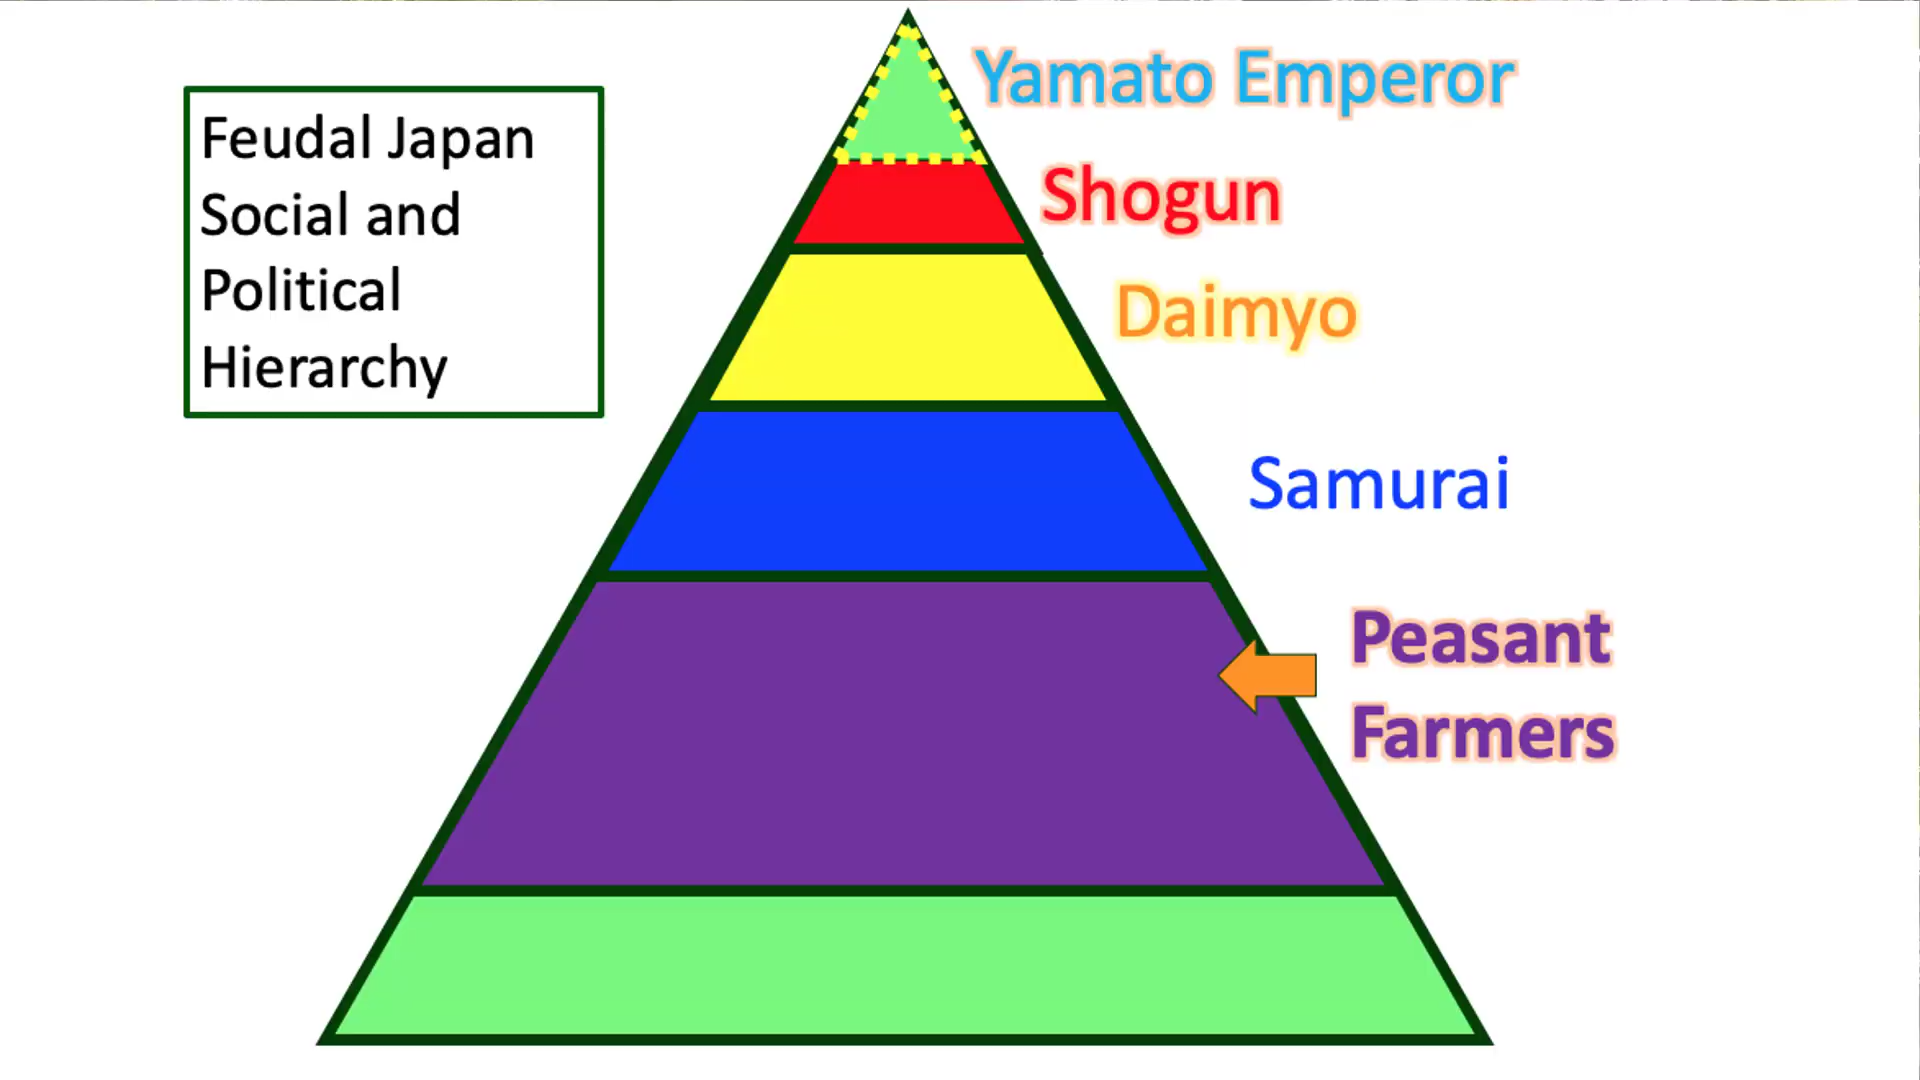 Feudal Japan
Social and
Political
Hierarchy
Yamato Emperor
Shogun
Daimyo
Samurai
Peasant
Farmers